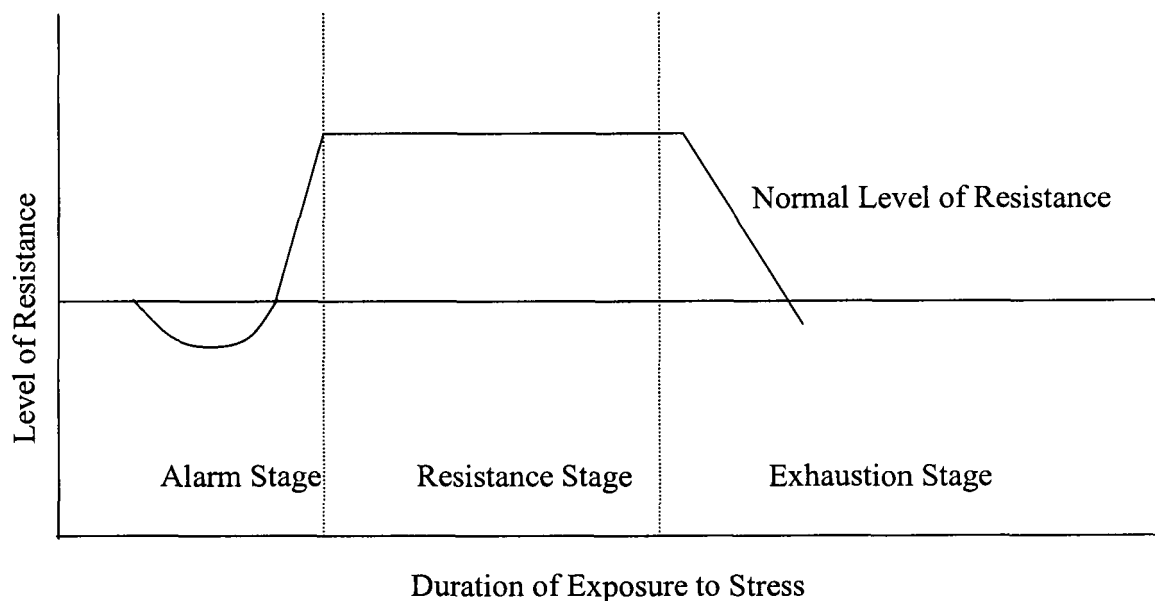 Level of Resistance
Normal Level of Resistance
Alarm Stage
Resistance Stage
Exhaustion Stage
Duration of Exposure to Stress